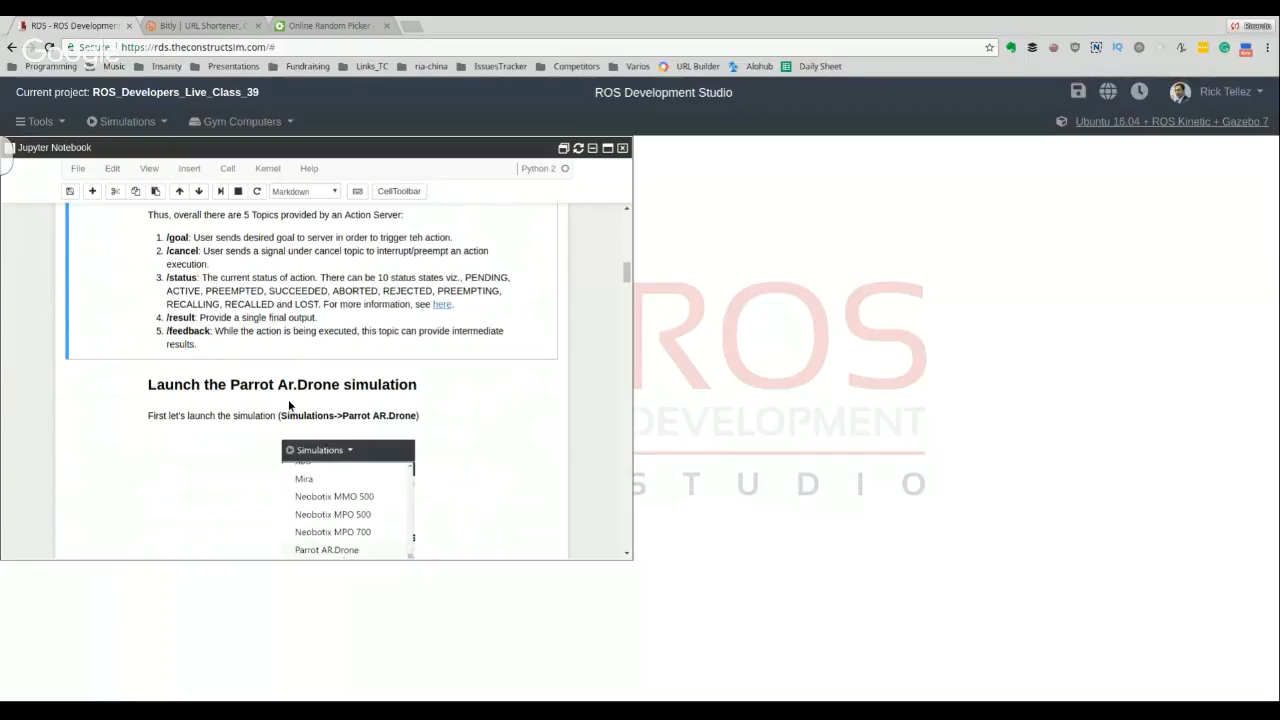 RDS - ROS Development
Bitly | URL Shortener, C
Online Random Picker -
Ricardo
Google
Secure
https://rds.theconstructsim.com/#
Programming
Music
Insanity
Presentations
Fundraising
Links_TC
ria-china
IssuesTracker
Competitors
Varios
URL Builder
Alohub
Daily Sheet
Current project: ROS_Developers_Live_Class_39
ROS Development Studio
Rick Tellez
Tools
Simulations
Gym Computers
Ubuntu 16.04 + ROS Kinetic + Gazebo 7
Jupyter Notebook
File Edit View Insert Cell Kernel Help
Python 2
Markdown
CellToolbar
Thus, overall there are 5 Topics provided by an Action Server:
1. /goal: User sends desired goal to server in order to trigger teh action.
2. /cancel: User sends a signal under cancel topic to interrupt/preempt an action
execution.
3. /status: The current status of action. There can be 10 status states viz., PENDING,
ACTIVE, PREEMPTED, SUCCEEDED, ABORTED, REJECTED, PREEMPTING,
RECALLING, RECALLED and LOST. For more information, see here.
4. /result: Provide a single final output.
5. /feedback: While the action is being executed, this topic can provide intermediate
results.
Launch the Parrot Ar.Drone simulation
First let's launch the simulation (Simulations->Parrot AR.Drone)
Simulations
Mira
Neobotix MMO 500
Neobotix MPO 500
Neobotix MPO 700
Parrot AR.Drone
ROS
DEVELOPMENT
STUDIO